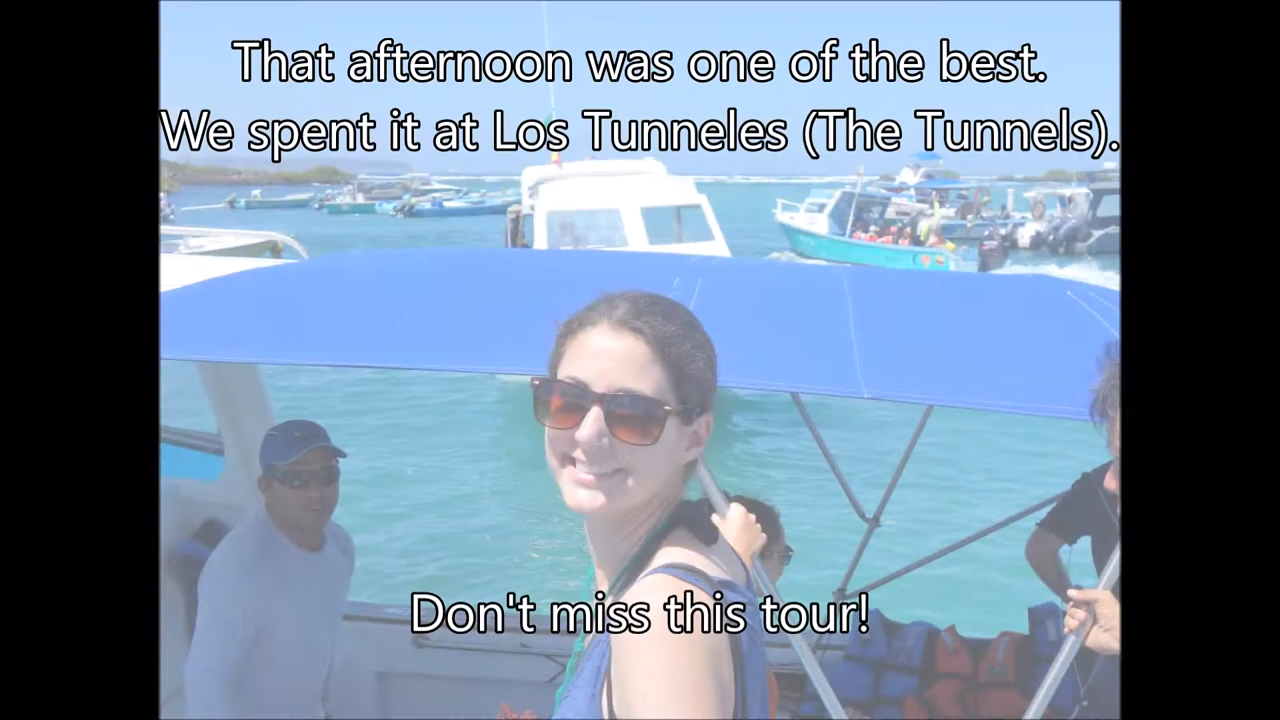 That afternoon was one of the best.
We spent it at Los Tunneles (The Tunnels).
Don't miss this tour!